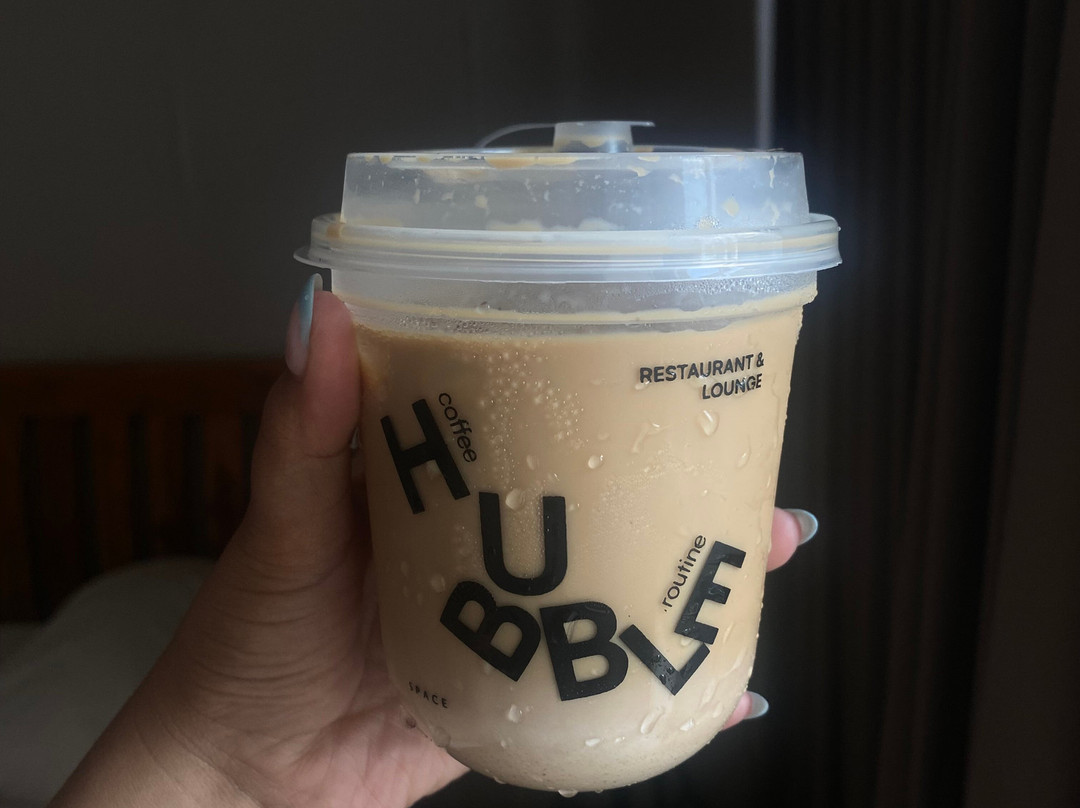 RESTAURANT &
LOUNGE
coffee
HUBBLE
.routine
SPACE